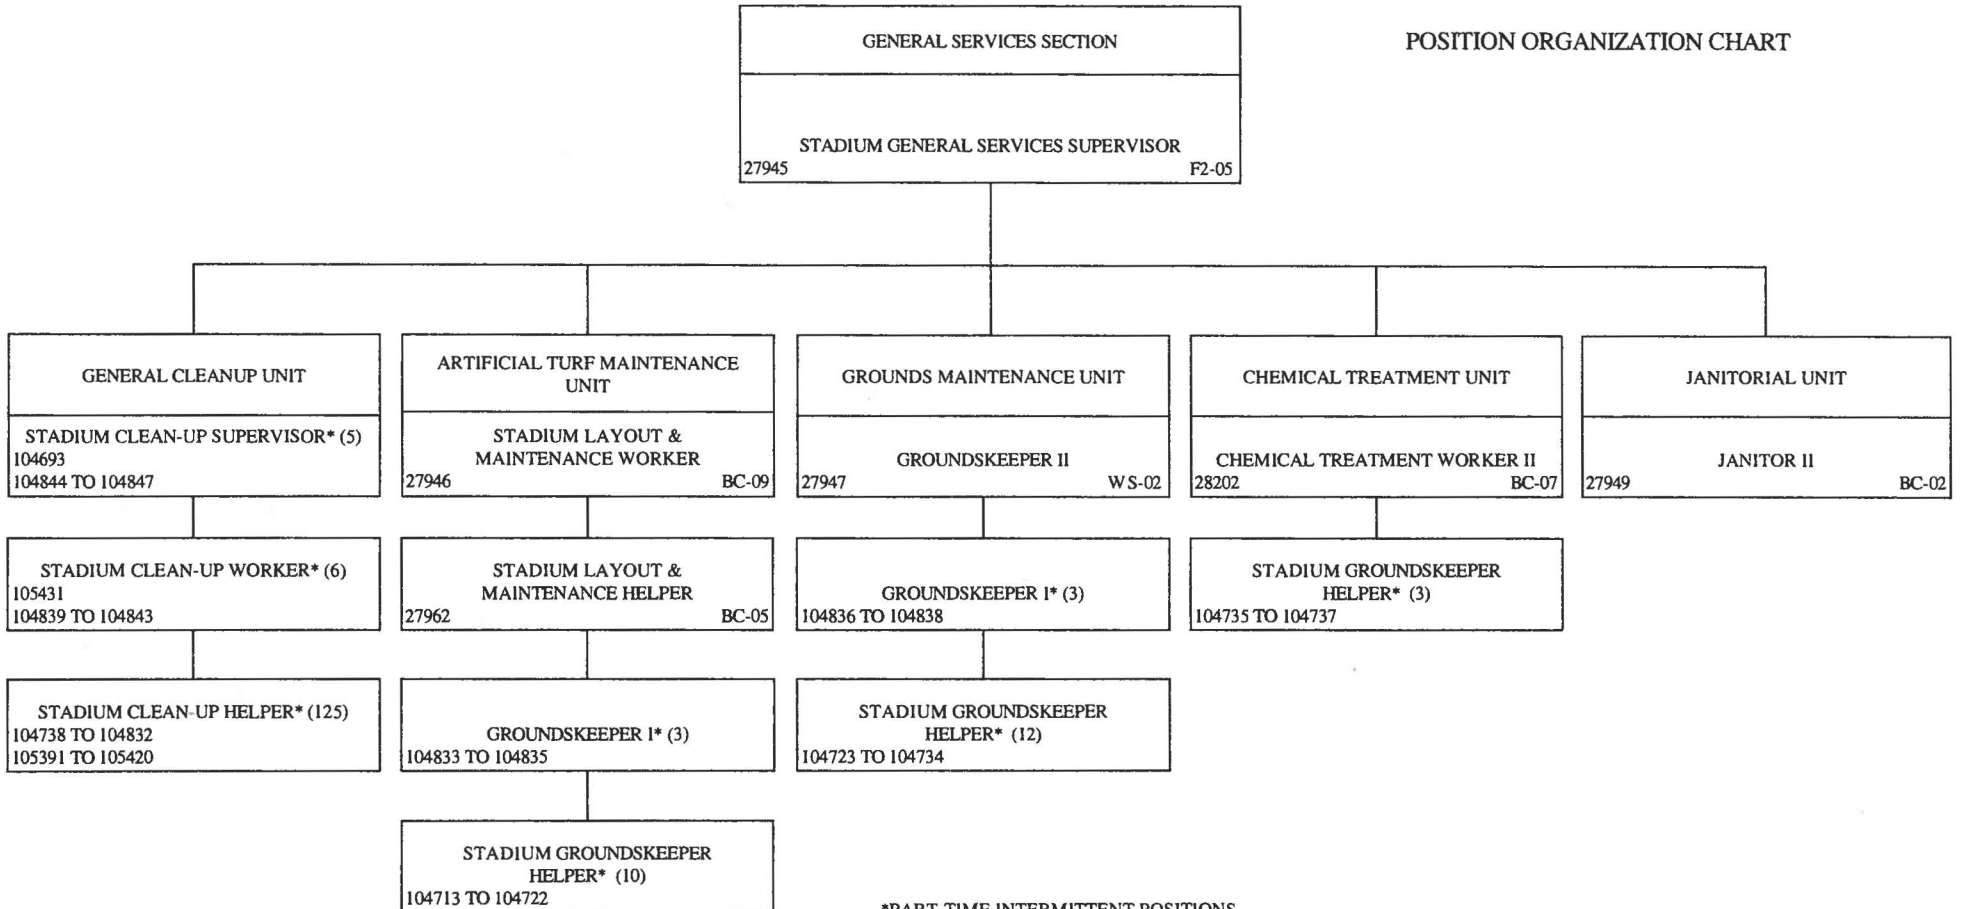 GENERAL SERVICES SECTION
POSITION ORGANIZATION CHART
STADIUM GENERAL SERVICES SUPERVISOR
27945 F2-05
GENERAL CLEANUP UNIT
STADIUM CLEAN-UP SUPERVISOR* (5)
104693
104844 TO 104847
STADIUM CLEAN-UP WORKER* (6)
105431
104839 TO 104843
STADIUM CLEAN-UP HELPER* (125)
104738 TO 104832
105391 TO 105420
ARTIFICIAL TURF MAINTENANCE
UNIT
STADIUM LAYOUT &
MAINTENANCE WORKER
27946 BC-09
STADIUM LAYOUT &
MAINTENANCE HELPER
27962 BC-05
GROUNDSKEEPER I* (3)
104833 TO 104835
STADIUM GROUNDSKEEPER
HELPER* (10)
104713 TO 104722
GROUNDS MAINTENANCE UNIT
GROUNDSKEEPER II
27947 WS-02
GROUNDSKEEPER I* (3)
104836 TO 104838
STADIUM GROUNDSKEEPER
HELPER* (12)
104723 TO 104734
CHEMICAL TREATMENT UNIT
CHEMICAL TREATMENT WORKER II
28202 BC-07
STADIUM GROUNDSKEEPER
HELPER* (3)
104735 TO 104737
JANITORIAL UNIT
JANITOR II
27949 BC-02
*PART-TIME INTERMITTENT POSITIONS